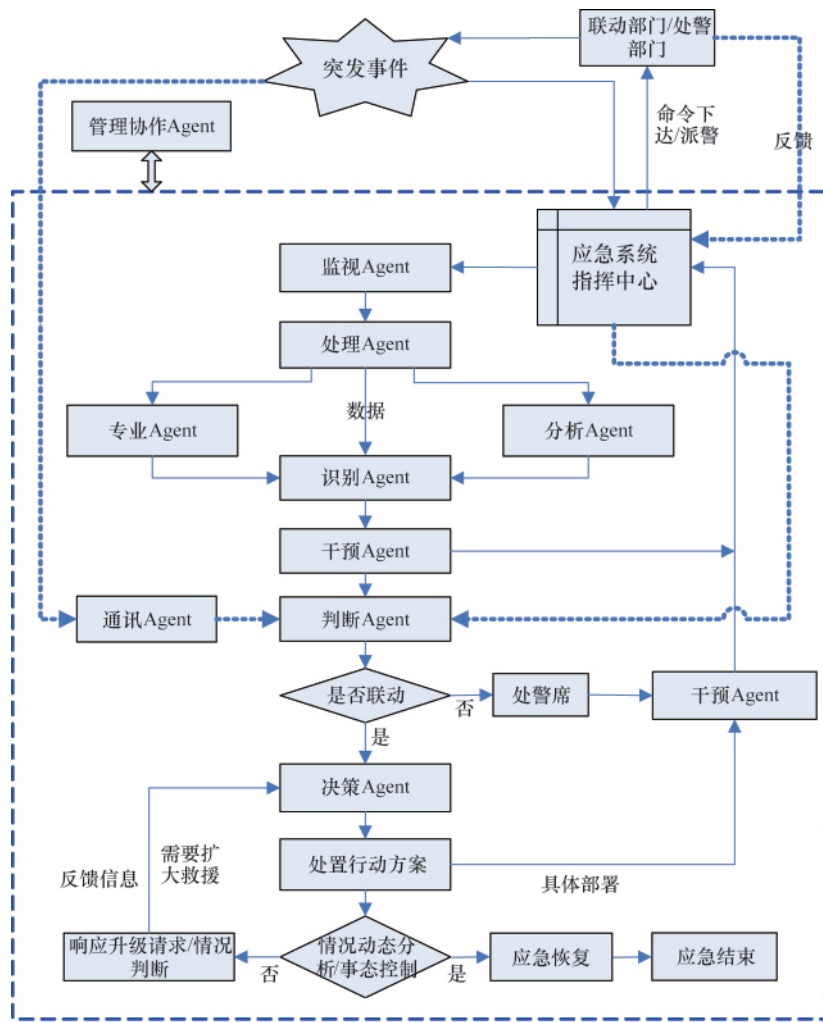 联动部门/处警
部门
突发事件
管理协作Agent
命令下
达/派警
反馈
应急系统
指挥中心
监视Agent
处理Agent
数据
专业Agent
分析Agent
识别Agent
干预Agent
通讯Agent
判断Agent
是否联动
否
处警席
干预Agent
是
决策Agent
需要扩
大救援
反馈信息
处置行动方案
具体部署
响应升级请求/情况
判断
否
情况动态分
析/事态控制
是
应急恢复
应急结束